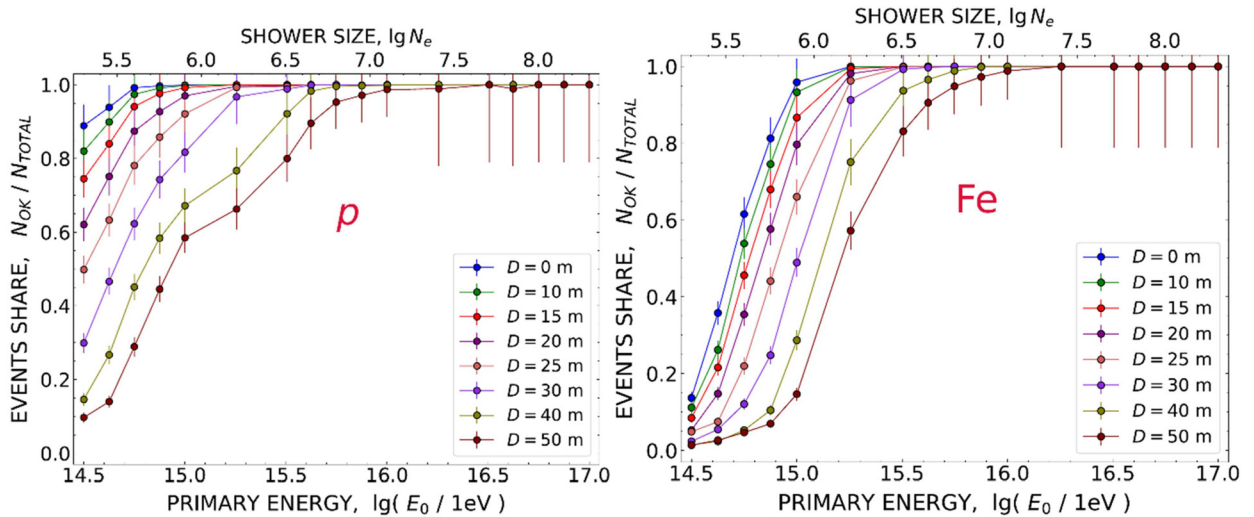 SHOWER SIZE, lg Nₑ
5.5 6.0 6.5 7.0 7.5 8.0
EVENTS SHARE, N_OK / N_TOTAL
1.0
0.8
0.6
0.4
0.2
0.0
p
D = 0 m
D = 10 m
D = 15 m
D = 20 m
D = 25 m
D = 30 m
D = 40 m
D = 50 m
14.5 15.0 15.5 16.0 16.5 17.0
PRIMARY ENERGY, lg( E₀ / 1eV )
SHOWER SIZE, lg Nₑ
5.5 6.0 6.5 7.0 7.5 8.0
EVENTS SHARE, N_OK / N_TOTAL
1.0
0.8
0.6
0.4
0.2
0.0
Fe
D = 0 m
D = 10 m
D = 15 m
D = 20 m
D = 25 m
D = 30 m
D = 40 m
D = 50 m
14.5 15.0 15.5 16.0 16.5 17.0
PRIMARY ENERGY, lg( E₀ / 1eV )